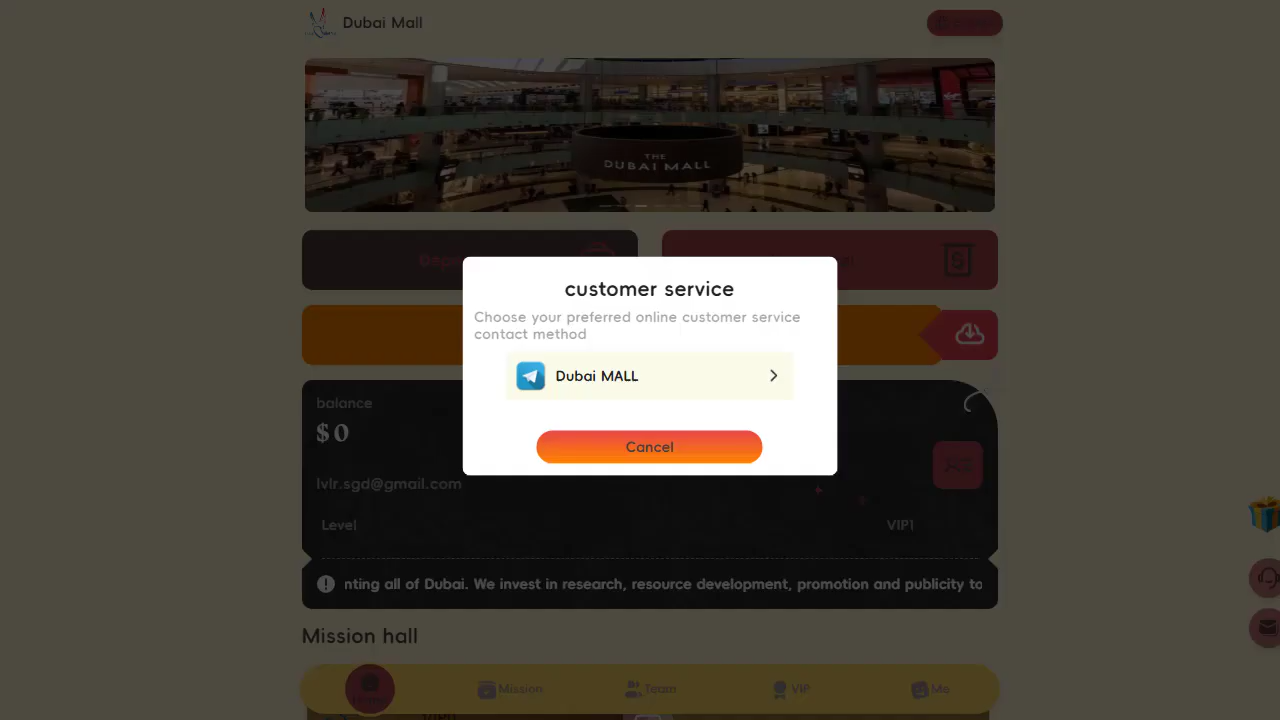 Dubai Mall
THE
DUBAI MALL
customer service
Choose your preferred online customer service
contact method
Dubai MALL
Cancel
balance
$ 0
lvlr.sgd@gmail.com
Level
VIP1
nting all of Dubai. We invest in research, resource development, promotion and publicity to
Mission hall
Mission
Team
VIP
Me